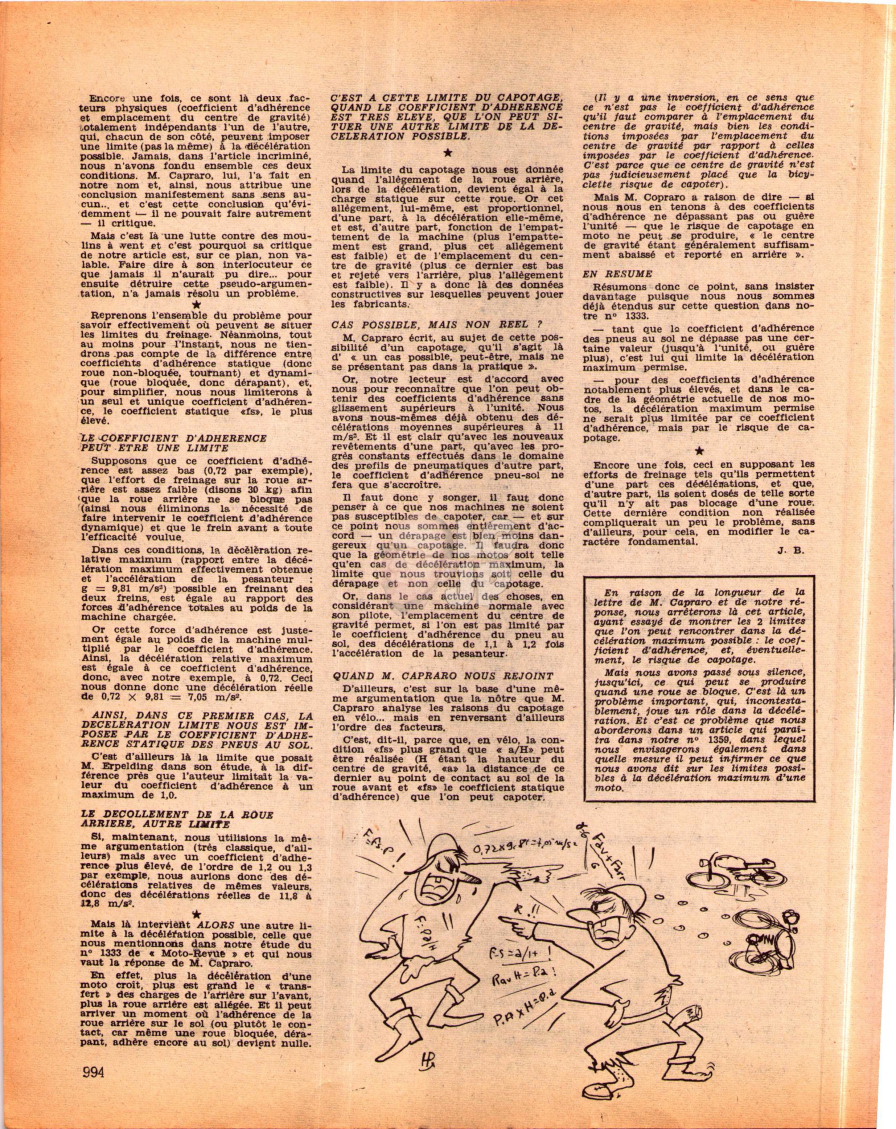 Encore une fois, ce sont là deux fac-
teurs physiques (coefficient d'adhérence
et emplacement du centre de gravité)
totalement indépendants l'un de l'autre,
qui, chacun de son côté, peuvent imposer
une limite (pas la même) à la décélération
possible. Jamais, dans l'article incriminé,
nous n'avons fondu ensemble ces deux
conditions. M. Capraro, lui, l'a fait en
notre nom et, ainsi, nous attribue une
conclusion manifestement sans sens au-
cun.., et c'est cette conclusion qu'évi-
demment — il ne pouvait faire autrement
— il critique.
Mais c'est là une lutte contre des mou-
lins à went et c'est pourquoi sa critique
de notre article est, sur ce plan, non va-
lable. Faire dire à son interlocuteur ce
que jamais il n'aurait pu dire... pour
ensuite détruire cette pseudo-argumen-
tation, n'a jamais résolu un problème.
★
Reprenons l'ensemble du problème pour
savoir effectivement où peuvent se situer
les limites du freinage. Néanmoins, tout
au moins pour l'instant, nous ne tien-
drons pas compte de la différence entre
coefficients d'adhérence statique (donc
roue non-bloquée, tournant) et dynami-
que (roue bloquée, donc dérapant), et,
pour simplifier, nous nous limiterons à
un seul et unique coefficient d'adhéren-
ce, le coefficient statique «fs», le plus
élevé.
LE COEFFICIENT D'ADHERENCE
PEUT ETRE UNE LIMITE
Supposons que ce coefficient d'adhé-
rence est assez bas (0,72 par exemple),
que l'effort de freinage sur la roue ar-
rière est assez faible (disons 30 kg) afin
que la roue arrière ne se bloque pas
(ainsi nous éliminons la nécessité de
faire intervenir le coefficient d'adhérence
dynamique) et que le frein avant a toute
l'efficacité voulue.
Dans ces conditions, la décélération re-
lative maximum (rapport entre la décé-
lération maximum effectivement obtenue
et l'accélération de la pesanteur :
g = 9,81 m/s²) possible en freinant des
deux freins, est égale au rapport des
forces d'adhérence totales au poids de la
machine chargée.
Or cette force d'adhérence est juste-
ment égale au poids de la machine mul-
tiplié par le coefficient d'adhérence.
Ainsi, la décélération relative maximum
est égale à ce coefficient d'adhérence,
donc, avec notre exemple, à 0,72. Ceci
nous donne donc une décélération réelle
de 0,72 × 9,81 = 7,05 m/s².
AINSI, DANS CE PREMIER CAS, LA
DECELERATION LIMITE NOUS EST IM-
POSEE PAR LE COEFFICIENT D'ADHE-
RENCE STATIQUE DES PNEUS AU SOL.
C'est d'ailleurs là la limite que posait
M. Erpelding dans son étude, à la dif-
férence près que l'auteur limitait la va-
leur du coefficient d'adhérence à un
maximum de 1,0.
LE DECOLLEMENT DE LA ROUE
ARRIERE, AUTRE LIMITE
Si, maintenant, nous utilisions la mê-
me argumentation (très classique, d'ail-
leurs) mais avec un coefficient d'adhé-
rence plus élevé, de l'ordre de 1,2 ou 1,3
par exemple, nous aurions donc des dé-
célérations relatives de mêmes valeurs,
donc des décélérations réelles de 11,8 à
12,8 m/s².
★
Mais là intervient ALORS une autre li-
mite à la décélération possible, celle que
nous mentionnons dans notre étude du
n° 1333 de « Moto-Revue » et qui nous
vaut la réponse de M. Capraro.
En effet, plus la décélération d'une
moto croît, plus est grand le « trans-
fert » des charges de l'arrière sur l'avant,
plus la roue arrière est allégée. Et il peut
arriver un moment où l'adhérence de la
roue arrière sur le sol (ou plutôt le con-
tact, car même une roue bloquée, déra-
pant, adhère encore au sol) devient nulle.
C'EST A CETTE LIMITE DU CAPOTAGE,
QUAND LE COEFFICIENT D'ADHERENCE
EST TRES ELEVE, QUE L'ON PEUT SI-
TUER UNE AUTRE LIMITE DE LA DE-
CELERATION POSSIBLE.
★
La limite du capotage nous est donnée
quand l'allégement de la roue arrière,
lors de la décélération, devient égal à la
charge statique sur cette roue. Or cet
allégement, lui-même, est proportionnel,
d'une part, à la décélération elle-même,
et est, d'autre part, fonction de l'empat-
tement de la machine (plus l'empatte-
ment est grand, plus cet allégement
est faible) et de l'emplacement du cen-
tre de gravité (plus ce dernier est bas
et rejeté vers l'arrière, plus l'allégement
est faible). Il y a donc là des données
constructives sur lesquelles peuvent jouer
les fabricants.
CAS POSSIBLE, MAIS NON REEL ?
M. Capraro écrit, au sujet de cette pos-
sibilité d'un capotage, qu'il s'agit là
d' « un cas possible, peut-être, mais ne
se présentant pas dans la pratique ».
Or, notre lecteur est d'accord avec
nous pour reconnaître que l'on peut ob-
tenir des coefficients d'adhérence sans
glissement supérieurs à l'unité. Nous
avons nous-mêmes déjà obtenu des dé-
célérations moyennes supérieures à 11
m/s². Et il est clair qu'avec les nouveaux
revêtements d'une part, qu'avec les pro-
grès constants effectués dans le domaine
des profils de pneumatiques d'autre part,
le coefficient d'adhérence pneu-sol ne
fera que s'accroître.
Il faut donc y songer, il faut donc
penser à ce que nos machines ne soient
pas susceptibles de capoter, car — et sur
ce point nous sommes entièrement d'ac-
cord — un dérapage est bien moins dan-
gereux qu'un capotage. Il faudra donc
que la géométrie de nos motos soit telle
qu'en cas de décélération maximum, la
limite que nous trouvions soit celle du
dérapage et non celle du capotage.
Or, dans le cas actuel des choses, en
considérant une machine normale avec
son pilote, l'emplacement du centre de
gravité permet, si l'on est pas limité par
le coefficient d'adhérence du pneu au
sol, des décélérations de 1,1 à 1,2 fois
l'accélération de la pesanteur.
QUAND M. CAPRARO NOUS REJOINT
D'ailleurs, c'est sur la base d'une mê-
me argumentation que la nôtre que M.
Capraro analyse les raisons du capotage
en vélo... mais en renversant d'ailleurs
l'ordre des facteurs,
C'est, dit-il, parce que, en vélo, la con-
dition «fs» plus grand que « a/H» peut
être réalisée (H étant la hauteur du
centre de gravité, «a» la distance de ce
dernier au point de contact au sol de la
roue avant et «fs» le coefficient statique
d'adhérence) que l'on peut capoter.
(Il y a une inversion, en ce sens que
ce n'est pas le coefficient d'adhérence
qu'il faut comparer à l'emplacement du
centre de gravité, mais bien les condi-
tions imposées par l'emplacement du
centre de gravité par rapport à celles
imposées par le coefficient d'adhérence.
C'est parce que ce centre de gravité n'est
pas judicieusement placé que la bicy-
clette risque de capoter).
Mais M. Copraro a raison de dire — si
nous nous en tenons à des coefficients
d'adhérence ne dépassant pas ou guère
l'unité — que le risque de capotage en
moto ne peut se produire, « le centre
de gravité étant généralement suffisam-
ment abaissé et reporté en arrière ».
EN RESUME
Résumons donc ce point, sans insister
davantage puisque nous nous sommes
déjà étendus sur cette question dans no-
tre n° 1333.
— tant que le coefficient d'adhérence
des pneus au sol ne dépasse pas une cer-
taine valeur (jusqu'à l'unité, ou guère
plus), c'est lui qui limite la décélération
maximum permise.
— pour des coefficients d'adhérence
notablement plus élevés, et dans le ca-
dre de la géométrie actuelle de nos mo-
tos, la décélération maximum permise
ne serait plus limitée par ce coefficient
d'adhérence, mais par le risque de ca-
potage.
★
Encore une fois, ceci en supposant les
efforts de freinage tels qu'ils permettent
d'une part ces dédélérations, et que,
d'autre part, ils soient dosés de telle sorte
qu'il n'y ait pas blocage d'une roue.
Cette dernière condition non réalisée
compliquerait un peu le problème, sans
d'ailleurs, pour cela, en modifier le ca-
ractère fondamental.
J. B.
En raison de la longueur de la
lettre de M. Capraro et de notre ré-
ponse, nous arrêterons là cet article,
ayant essayé de montrer les 2 limites
que l'on peut rencontrer dans la dé-
célération maximum possible : le coef-
ficient d'adhérence, et, éventuelle-
ment, le risque de capotage.
Mais nous avons passé sous silence,
jusqu'ici, ce qui peut se produire
quand une roue se bloque. C'est là un
problème important, qui, incontesta-
blement, joue un rôle dans la décélé-
ration. Et c'est ce problème que nous
aborderons dans un article qui parai-
tra dans notre n° 1359, dans lequel
nous envisagerons également dans
quelle mesure il peut infirmer ce que
nous avons dit sur les limites possi-
bles à la décélération maximum d'une
moto.
0,72×9,81=7,05 m/s²
Fav+Farr
G
R !!
F.S=a/H !
Rav H=Pa !
P.A×H=P.a
HP
994